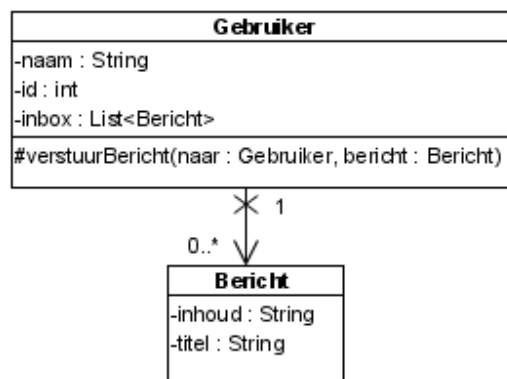 Gebruiker
-naam : String
-id : int
-inbox : List<Bericht>
#verstuurBericht(naar : Gebruiker, bericht : Bericht)
1
0..*
Bericht
-inhoud : String
-titel : String